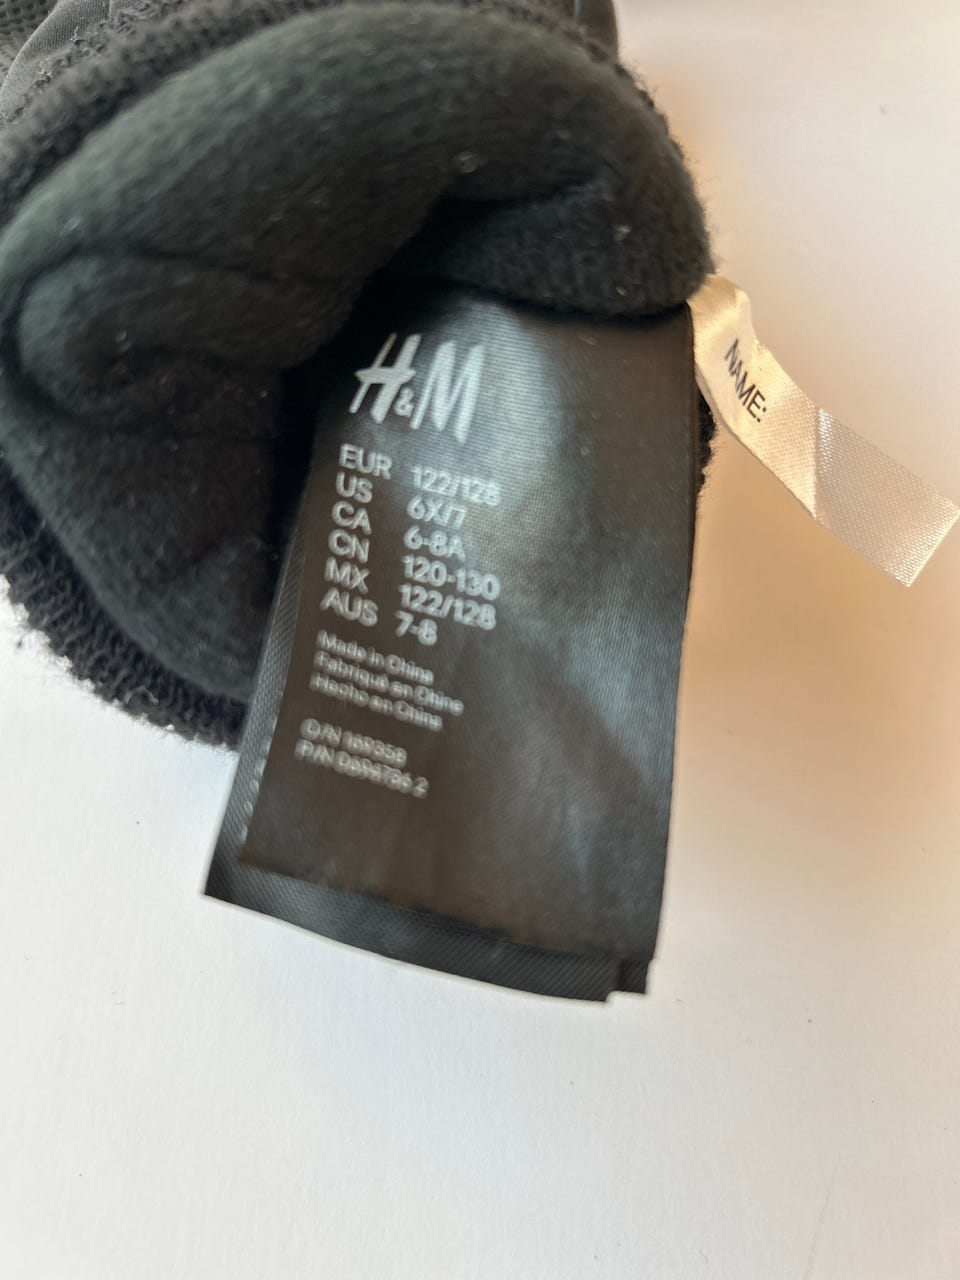 H&M
EUR 122/128
US 6X/7
CA 6-8A
CN 120-130
MX 122/128
AUS 7-8
Made in China
Fabriqué en Chine
Hecho en China
O/N
P/N
NAME: